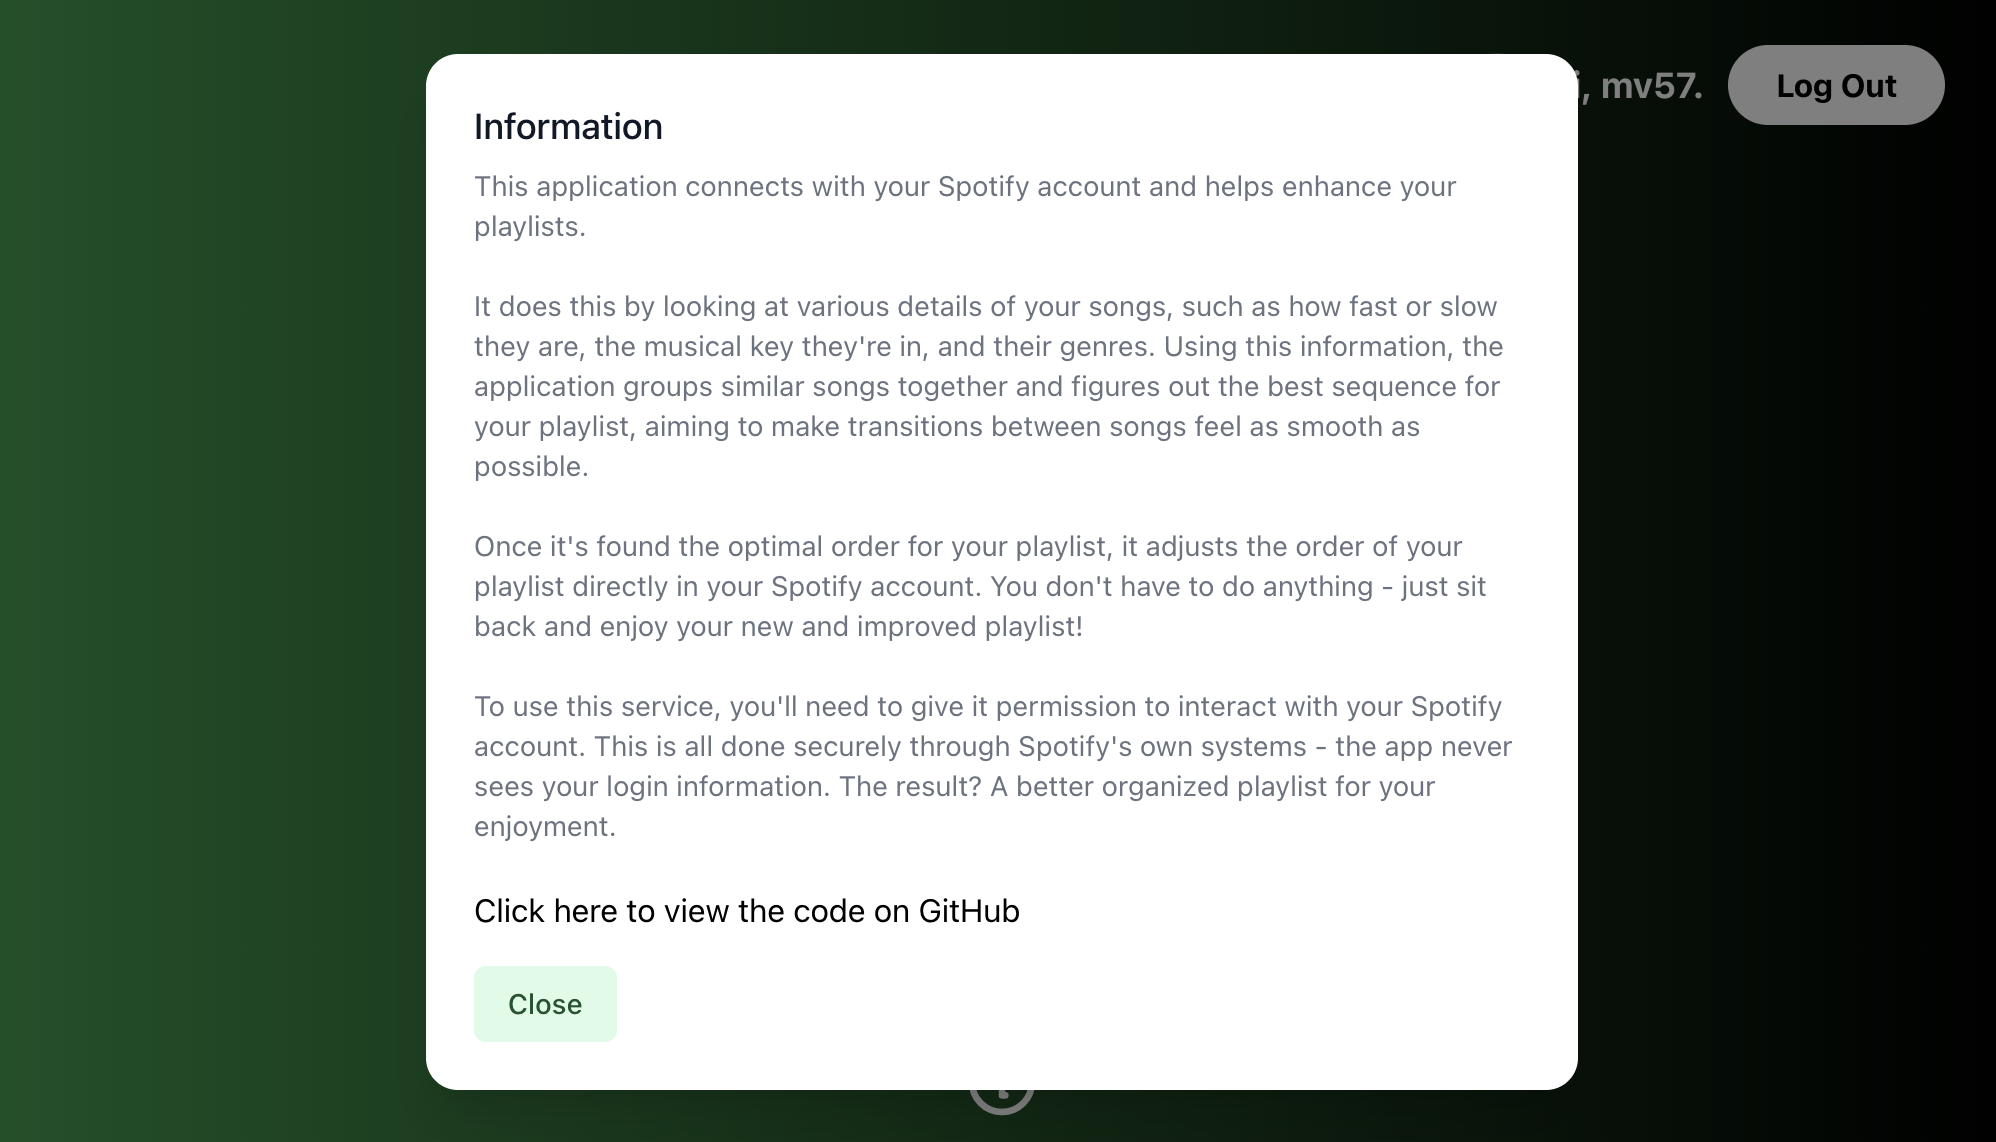 i, mv57.
Log Out
Information
This application connects with your Spotify account and helps enhance your
playlists.
It does this by looking at various details of your songs, such as how fast or slow
they are, the musical key they're in, and their genres. Using this information, the
application groups similar songs together and figures out the best sequence for
your playlist, aiming to make transitions between songs feel as smooth as
possible.
Once it's found the optimal order for your playlist, it adjusts the order of your
playlist directly in your Spotify account. You don't have to do anything - just sit
back and enjoy your new and improved playlist!
To use this service, you'll need to give it permission to interact with your Spotify
account. This is all done securely through Spotify's own systems - the app never
sees your login information. The result? A better organized playlist for your
enjoyment.
Click here to view the code on GitHub
Close